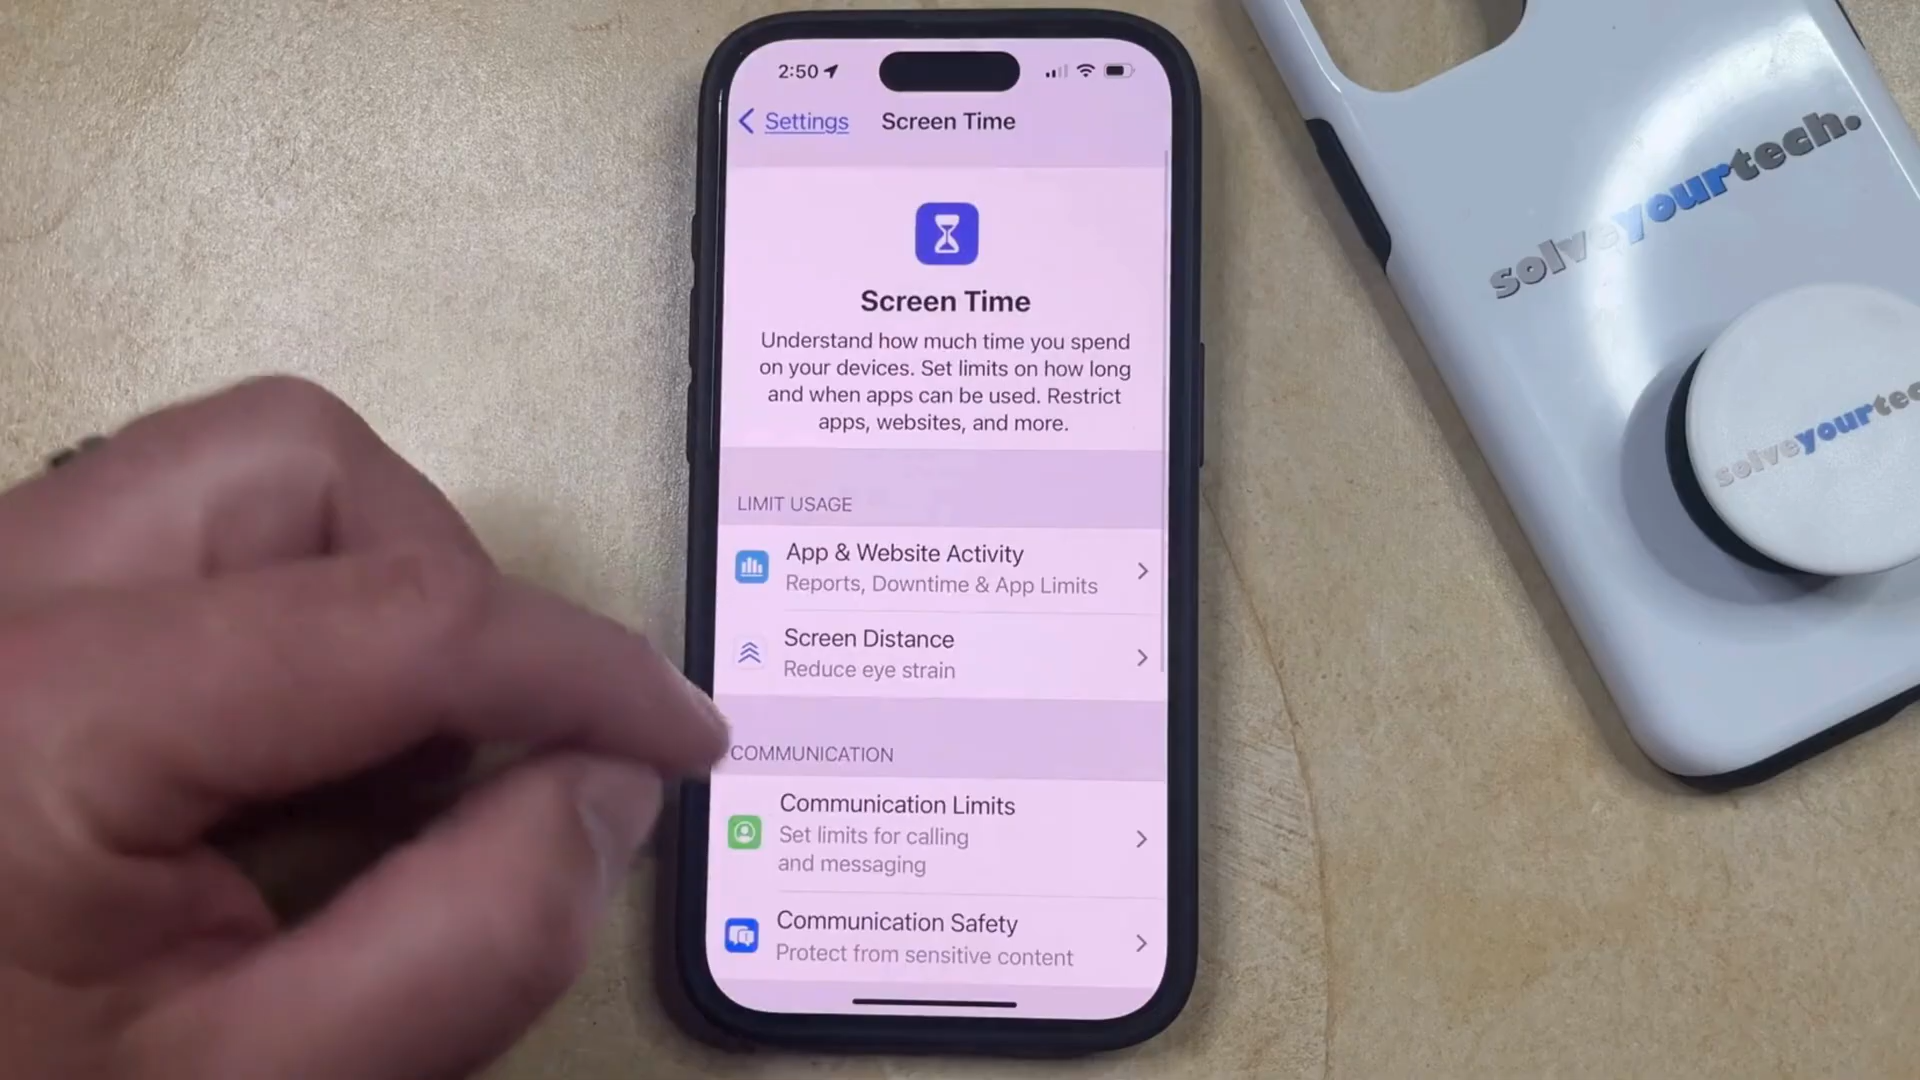 2:50
Settings
Screen Time
Screen Time
Understand how much time you spend
on your devices. Set limits on how long
and when apps can be used. Restrict
apps, websites, and more.
LIMIT USAGE
App & Website Activity
Reports, Downtime & App Limits
Screen Distance
Reduce eye strain
COMMUNICATION
Communication Limits
Set limits for calling
and messaging
Communication Safety
Protect from sensitive content
solveyourtech.
solveyourtec